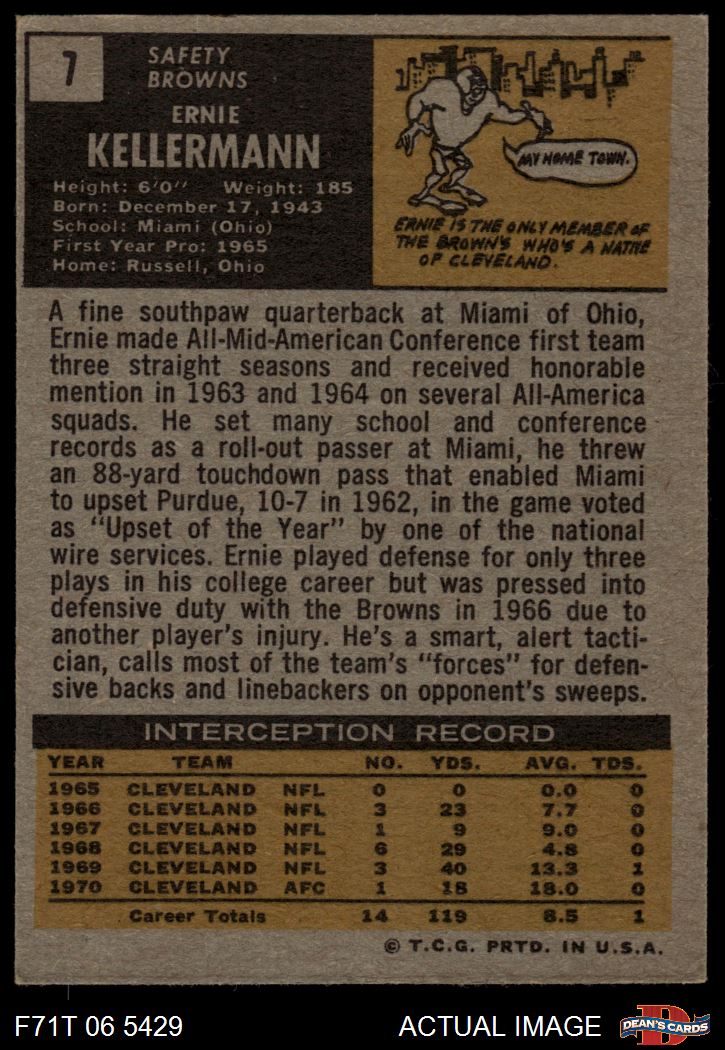 7
SAFETY
BROWNS
ERNIE
KELLERMANN
Height: 6'0" Weight: 185
Born: December 17, 1943
School: Miami (Ohio)
First Year Pro: 1965
Home: Russell, Ohio
MY HOME TOWN.
ERNIE IS THE ONLY MEMBER OF
THE BROWN'S WHO'S A NATIVE
OF CLEVELAND.
A fine southpaw quarterback at Miami of Ohio,
Ernie made All-Mid-American Conference first team
three straight seasons and received honorable
mention in 1963 and 1964 on several All-America
squads. He set many school and conference
records as a roll-out passer at Miami, he threw
an 88-yard touchdown pass that enabled Miami
to upset Purdue, 10-7 in 1962, in the game voted
as "Upset of the Year" by one of the national
wire services. Ernie played defense for only three
plays in his college career but was pressed into
defensive duty with the Browns in 1966 due to
another player's injury. He's a smart, alert tacti-
cian, calls most of the team's "forces" for defen-
sive backs and linebackers on opponent's sweeps.
INTERCEPTION RECORD
YEAR TEAM NO. YDS. AVG. TDS.
1965 CLEVELAND NFL 0 0 0.0 0
1966 CLEVELAND NFL 3 23 7.7 0
1967 CLEVELAND NFL 1 9 9.0 0
1968 CLEVELAND NFL 6 29 4.8 0
1969 CLEVELAND NFL 3 40 13.3 1
1970 CLEVELAND AFC 1 18 18.0 0
Career Totals 14 119 8.5 1
© T.C.G. PRTD. IN U.S.A.
F71T 06 5429 ACTUAL IMAGE
D
DEAN'S CARDS